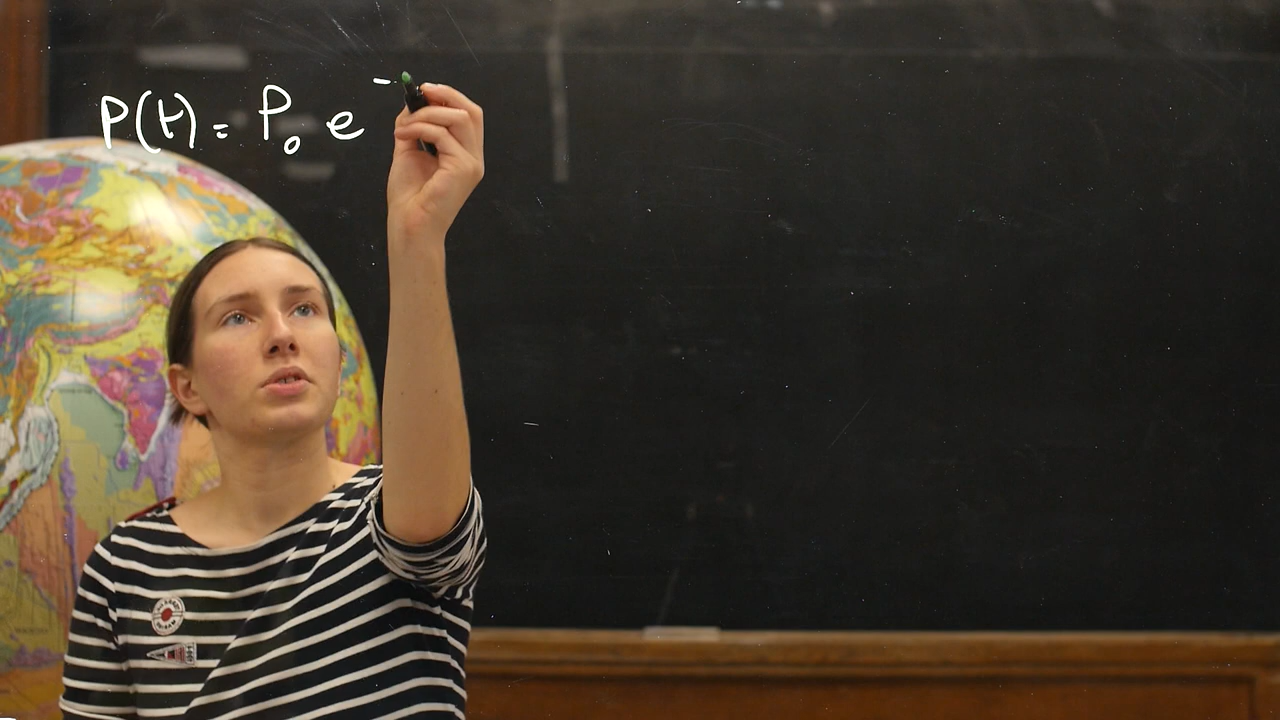 P(t) = P₀ e⁻